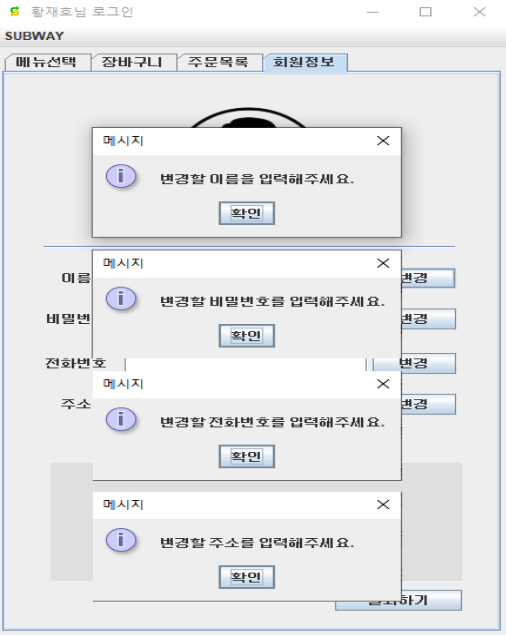 황재호님 로그인
SUBWAY
메뉴선택 장바구니 주문목록 회원정보
메시지
변경할 이름을 입력해주세요.
확인
메시지
이름 변경
변경할 비밀번호를 입력해주세요.
비밀번 변경
확인
전화번호 변경
메시지
주소 변경
변경할 전화번호를 입력해주세요.
확인
메시지
변경할 주소를 입력해주세요.
확인
하기